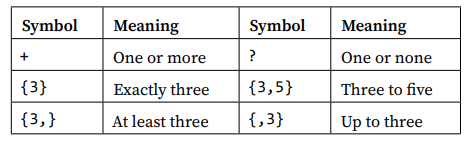 Symbol Meaning Symbol Meaning
+ One or more ? One or none
{3} Exactly three {3,5} Three to five
{3,} At least three {,3} Up to three